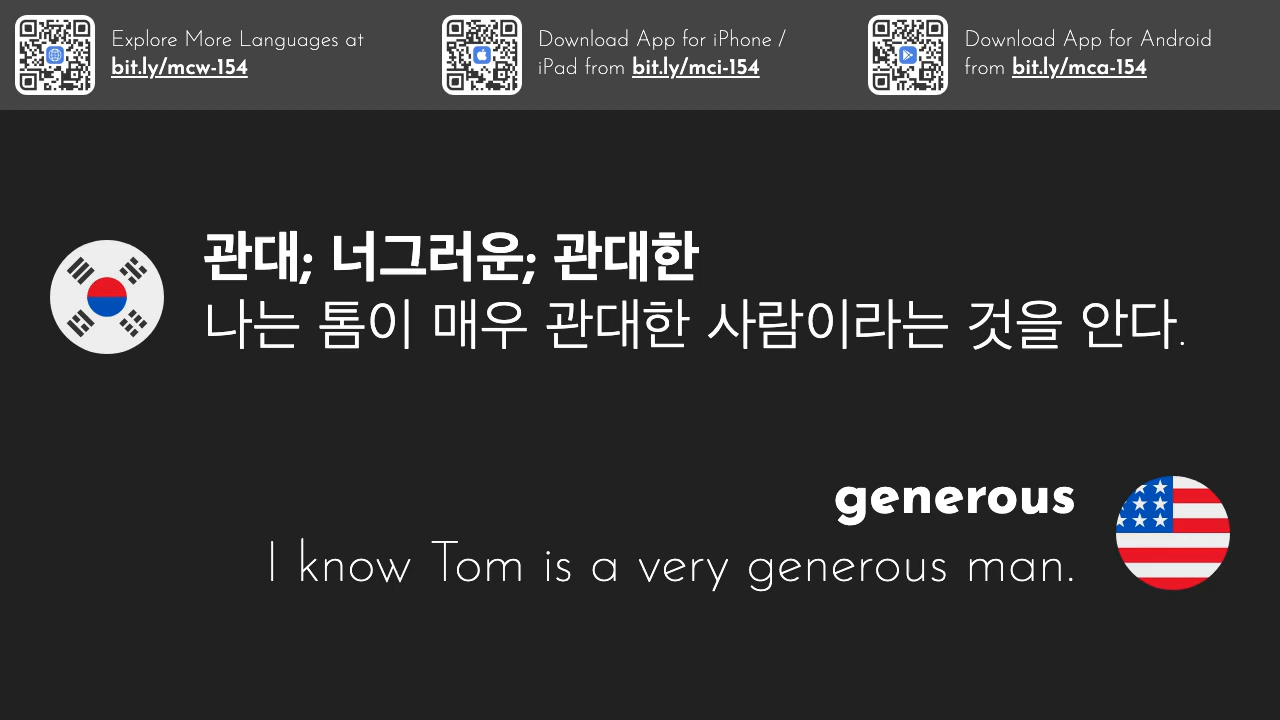 Explore More Languages at
bit.ly/mcw-154
Download App for iPhone /
iPad from bit.ly/mci-154
Download App for Android
from bit.ly/mca-154
관대; 너그러운; 관대한
나는 톰이 매우 관대한 사람이라는 것을 안다.
generous
I know Tom is a very generous man.